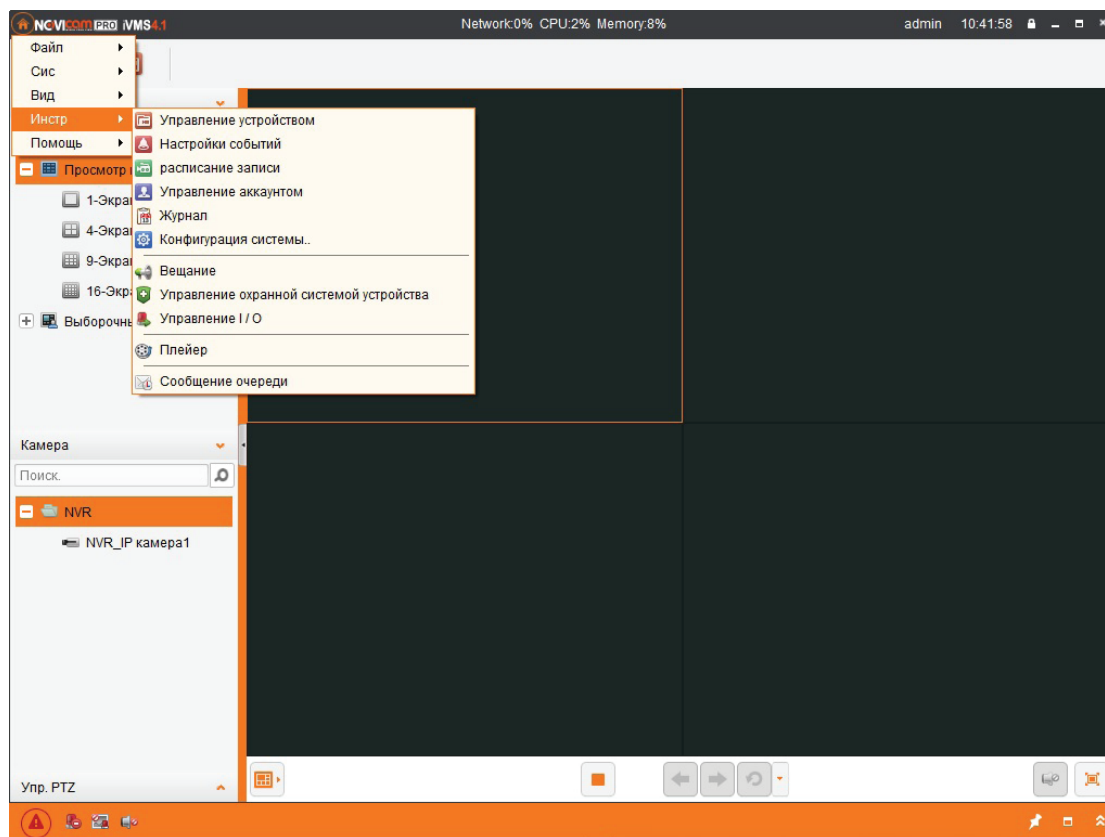 NOVIcam PRO iVMS4.1 Network:0% CPU:2% Memory:8% admin 10:41:58
Файл
Сис
Вид
Инстр
Помощь
Управление устройством
Настройки событий
расписание записи
Управление аккаунтом
Журнал
Конфигурация системы..
Вещание
Управление охранной системой устройства
Управление I / O
Плейер
Сообщение очереди
Просмотр
1-Экра
4-Экра
9-Экра
16-Экр
Выборочн
Камера
Поиск.
NVR
NVR_IP камера1
Упр. PTZ